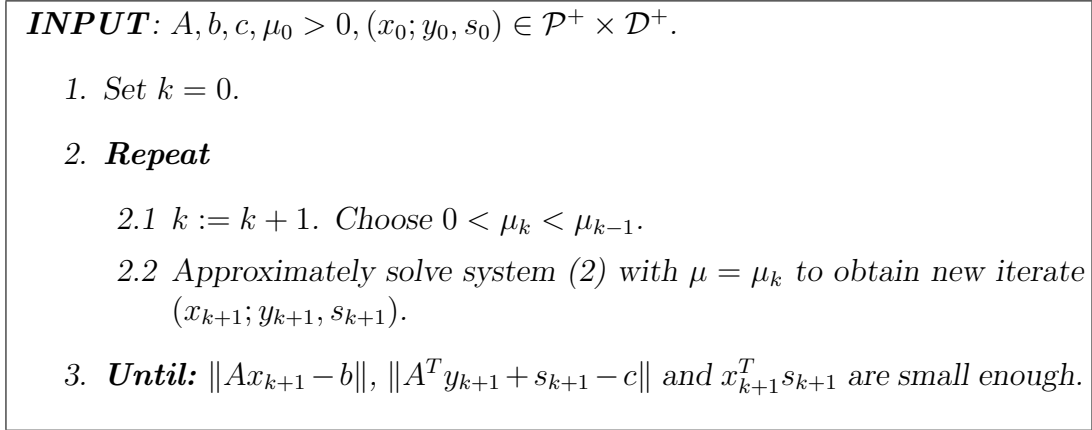 INPUT: A, b, c, μ₀ > 0, (x₀; y₀, s₀) ∈ 𝒫⁺ × 𝒟⁺.
1. Set k = 0.
2. Repeat
2.1 k := k + 1. Choose 0 < μₖ < μₖ₋₁.
2.2 Approximately solve system (2) with μ = μₖ to obtain new iterate
(xₖ₊₁; yₖ₊₁, sₖ₊₁).
3. Until: ‖Axₖ₊₁ − b‖, ‖Aᵀyₖ₊₁ + sₖ₊₁ − c‖ and xᵀₖ₊₁sₖ₊₁ are small enough.